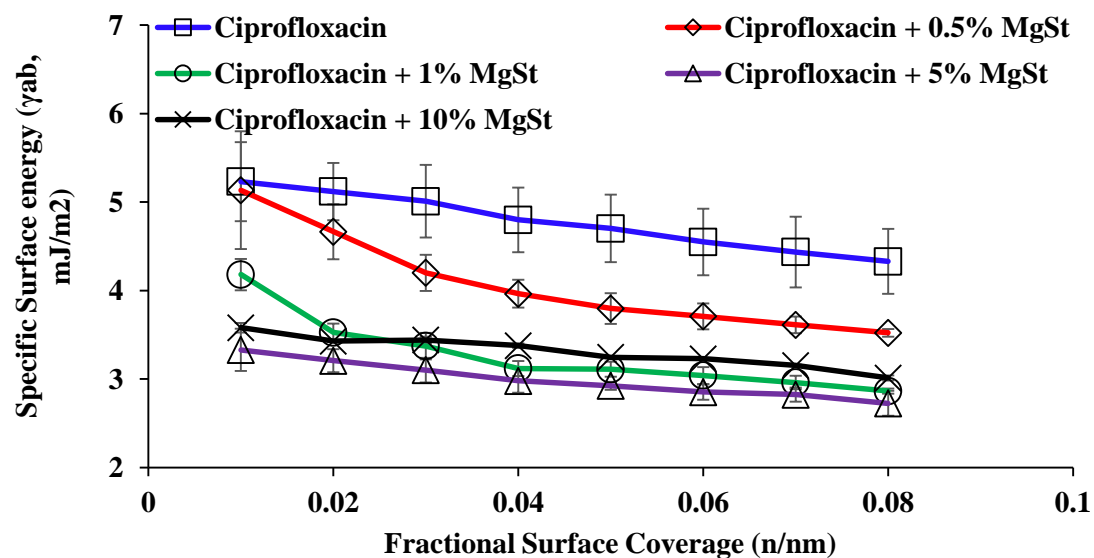 Specific Surface energy (γab,
mJ/m2)
7
6
5
4
3
2
Ciprofloxacin
Ciprofloxacin + 0.5% MgSt
Ciprofloxacin + 1% MgSt
Ciprofloxacin + 5% MgSt
Ciprofloxacin + 10% MgSt
0 0.02 0.04 0.06 0.08 0.1
Fractional Surface Coverage (n/nm)